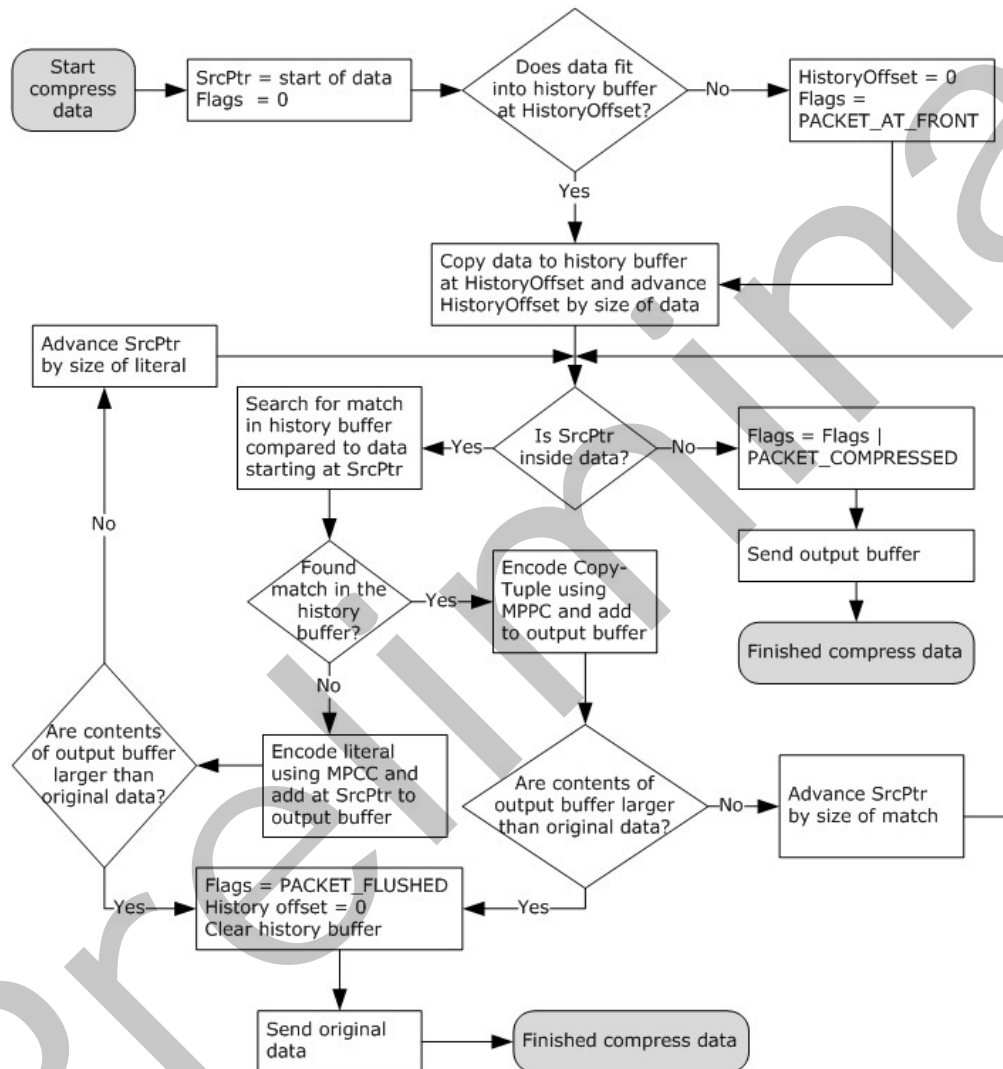 Start
compress
data
SrcPtr = start of data
Flags = 0
Does data fit
into history buffer
at HistoryOffset?
No
HistoryOffset = 0
Flags =
PACKET_AT_FRONT
Yes
Copy data to history buffer
at HistoryOffset and advance
HistoryOffset by size of data
Advance SrcPtr
by size of literal
Search for match
in history buffer
compared to data
starting at SrcPtr
Yes
Is SrcPtr
inside data?
No
Flags = Flags |
PACKET_COMPRESSED
No
Send output buffer
Found
match in the
history
buffer?
Yes
Encode Copy-
Tuple using
MPPC and add
to output buffer
Finished compress data
No
Are contents
of output buffer
larger than
original data?
Encode literal
using MPCC and
add at SrcPtr to
output buffer
Are contents of
output buffer larger
than original data?
No
Advance SrcPtr
by size of match
Yes
Flags = PACKET_FLUSHED
History offset = 0
Clear history buffer
Yes
Send original
data
Finished compress data
Prelimina